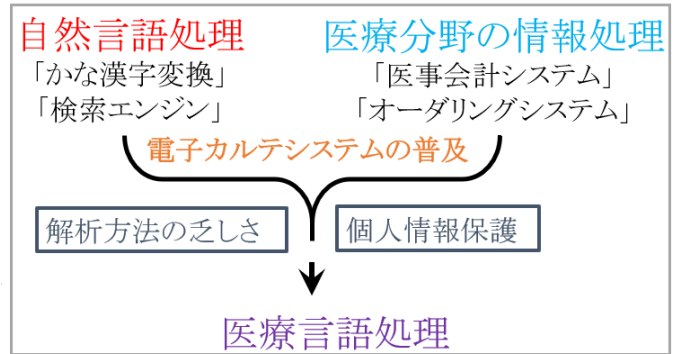 自然言語処理
「かな漢字変換」
「検索エンジン」
医療分野の情報処理
「医事会計システム」
「オーダリングシステム」
電子カルテシステムの普及
解析方法の乏しさ
個人情報保護
医療言語処理